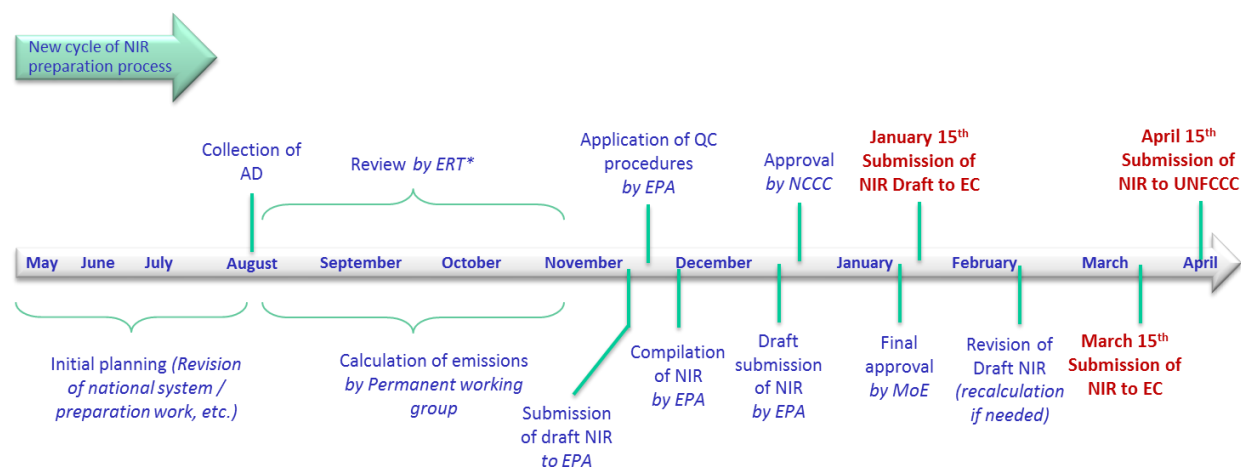 New cycle of NIR
preparation process
Collection of
AD
Review by ERT*
Application of QC
procedures
by EPA
Approval
by NCCC
January 15th
Submission of
NIR Draft to EC
April 15th
Submission of
NIR to UNFCCC
May June July August September October November December January February March April
Initial planning (Revision
of national system /
preparation work, etc.)
Calculation of emissions
by Permanent working
group
Submission
of draft NIR
to EPA
Compilation
of NIR
by EPA
Draft
submission
of NIR
by EPA
Final
approval
by MoE
Revision of
Draft NIR
(recalculation
if needed)
March 15th
Submission of
NIR to EC